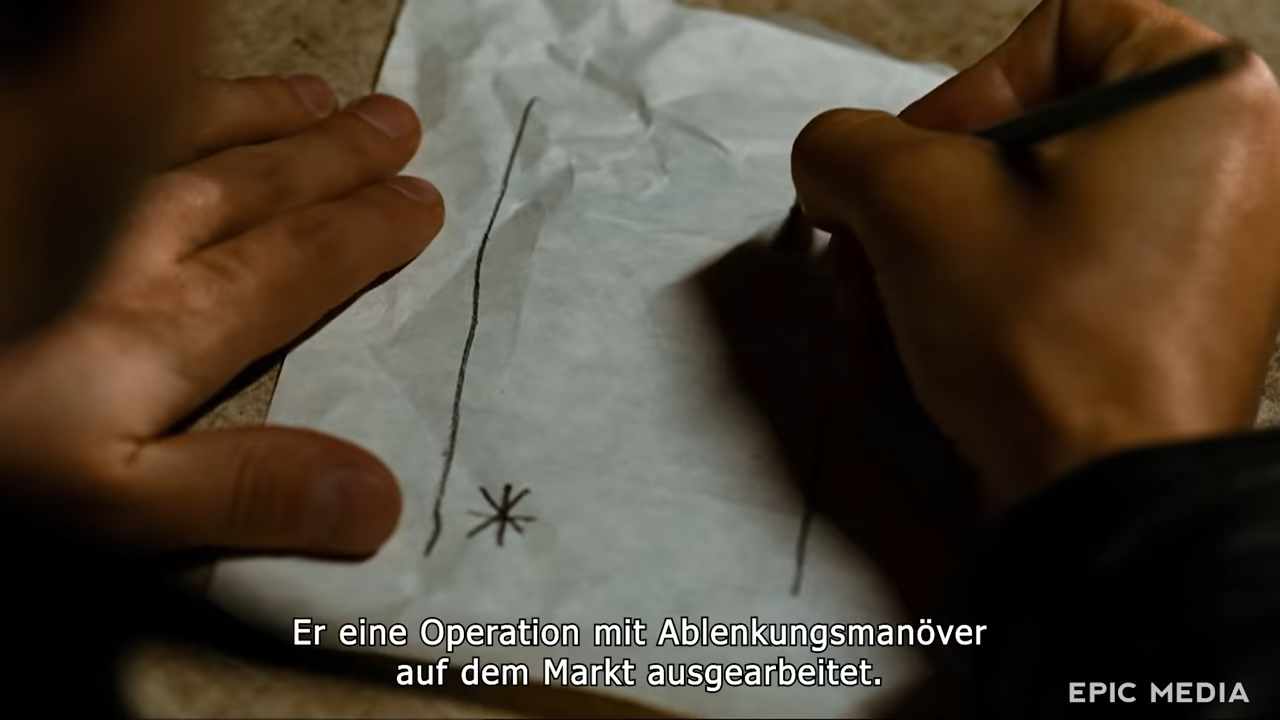 Er eine Operation mit Ablenkungsmanöver
auf dem Markt ausgearbeitet.
EPIC MEDIA